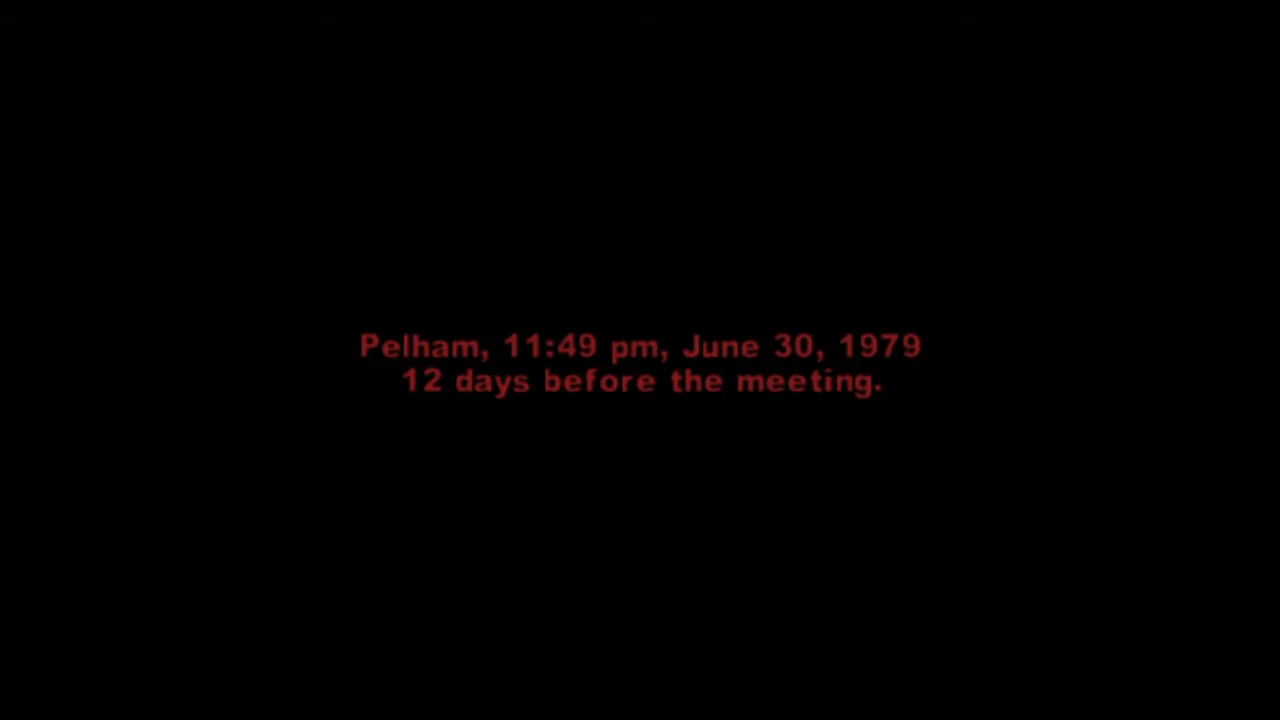 Pelham, 11:49 pm, June 30, 1979
12 days before the meeting.